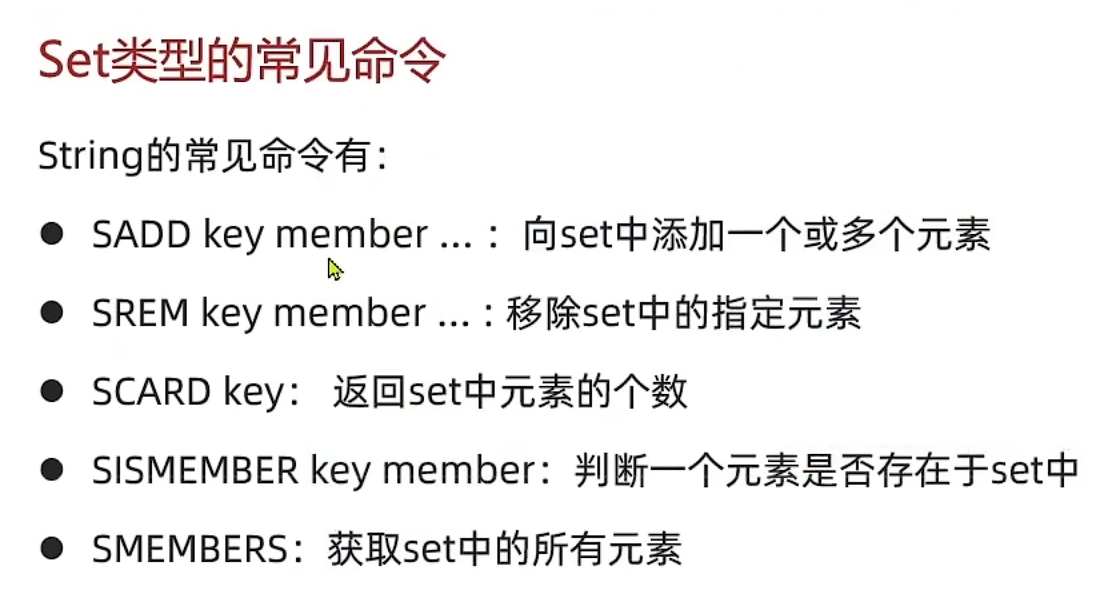 Set类型的常见命令
String的常见命令有：
● SADD key member ... ：向set中添加一个或多个元素
● SREM key member ... : 移除set中的指定元素
● SCARD key： 返回set中元素的个数
● SISMEMBER key member：判断一个元素是否存在于set中
● SMEMBERS：获取set中的所有元素